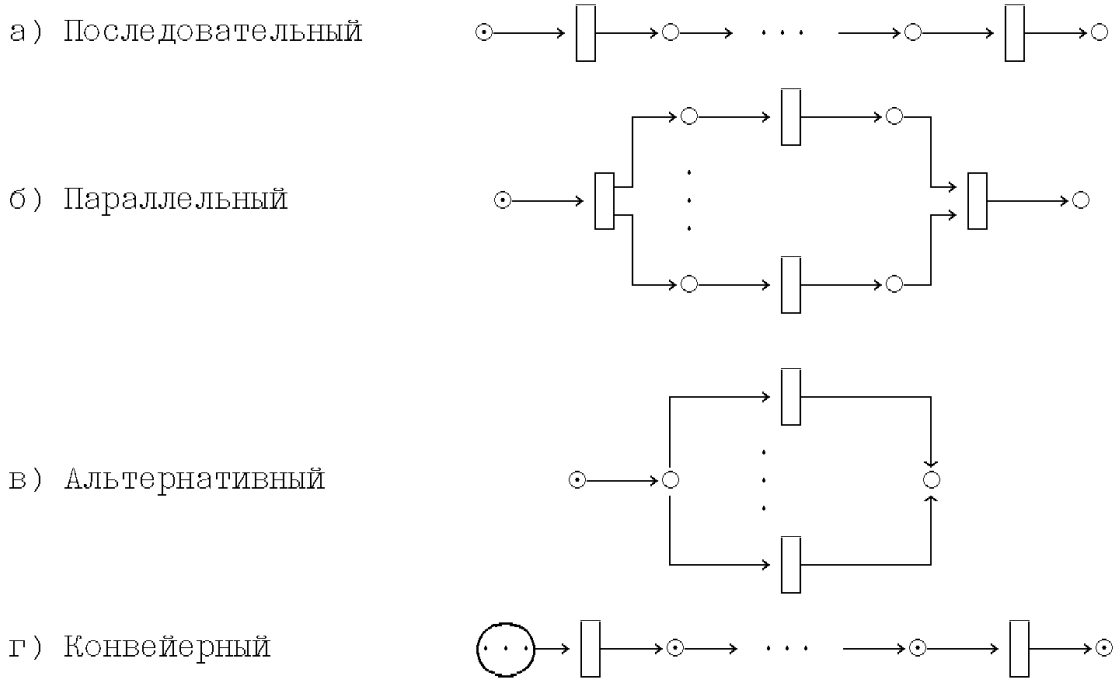 а) Последовательный
б) Параллельный
в) Альтернативный
г) Конвейерный